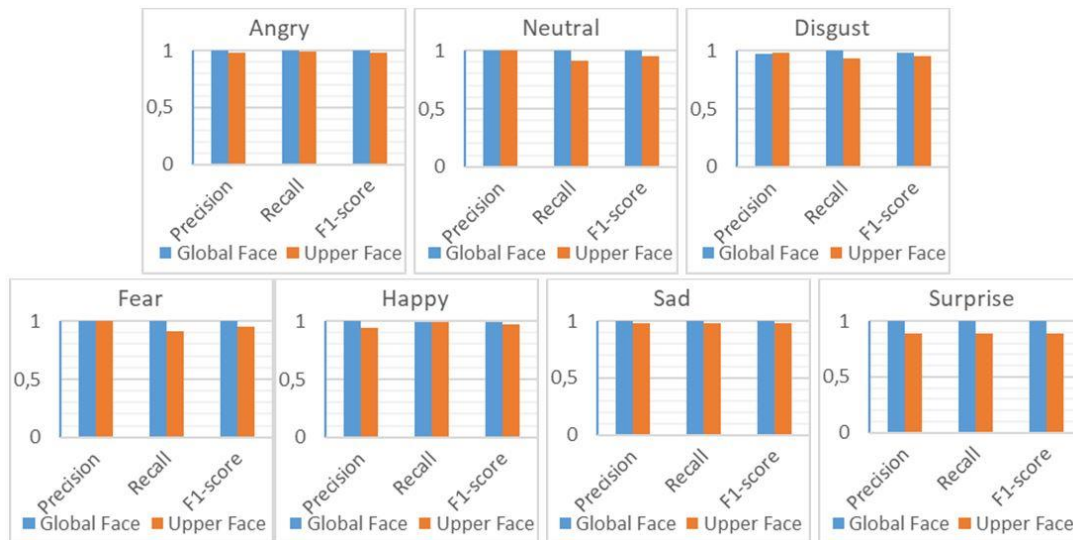 Angry
1
0,5
0
Precision
Recall
F1-score
Global Face
Upper Face
Neutral
1
0,5
0
Precision
Recall
F1-score
Global Face
Upper Face
Disgust
1
0,5
0
Precision
Recall
F1-score
Global Face
Upper Face
Fear
1
0,5
0
Precision
Recall
F1-score
Global Face
Upper Face
Happy
1
0,5
0
Precision
Recall
F1-score
Global Face
Upper Face
Sad
1
0,5
0
Precision
Recall
F1-score
Global Face
Upper Face
Surprise
1
0,5
0
Precision
Recall
F1-score
Global Face
Upper Face